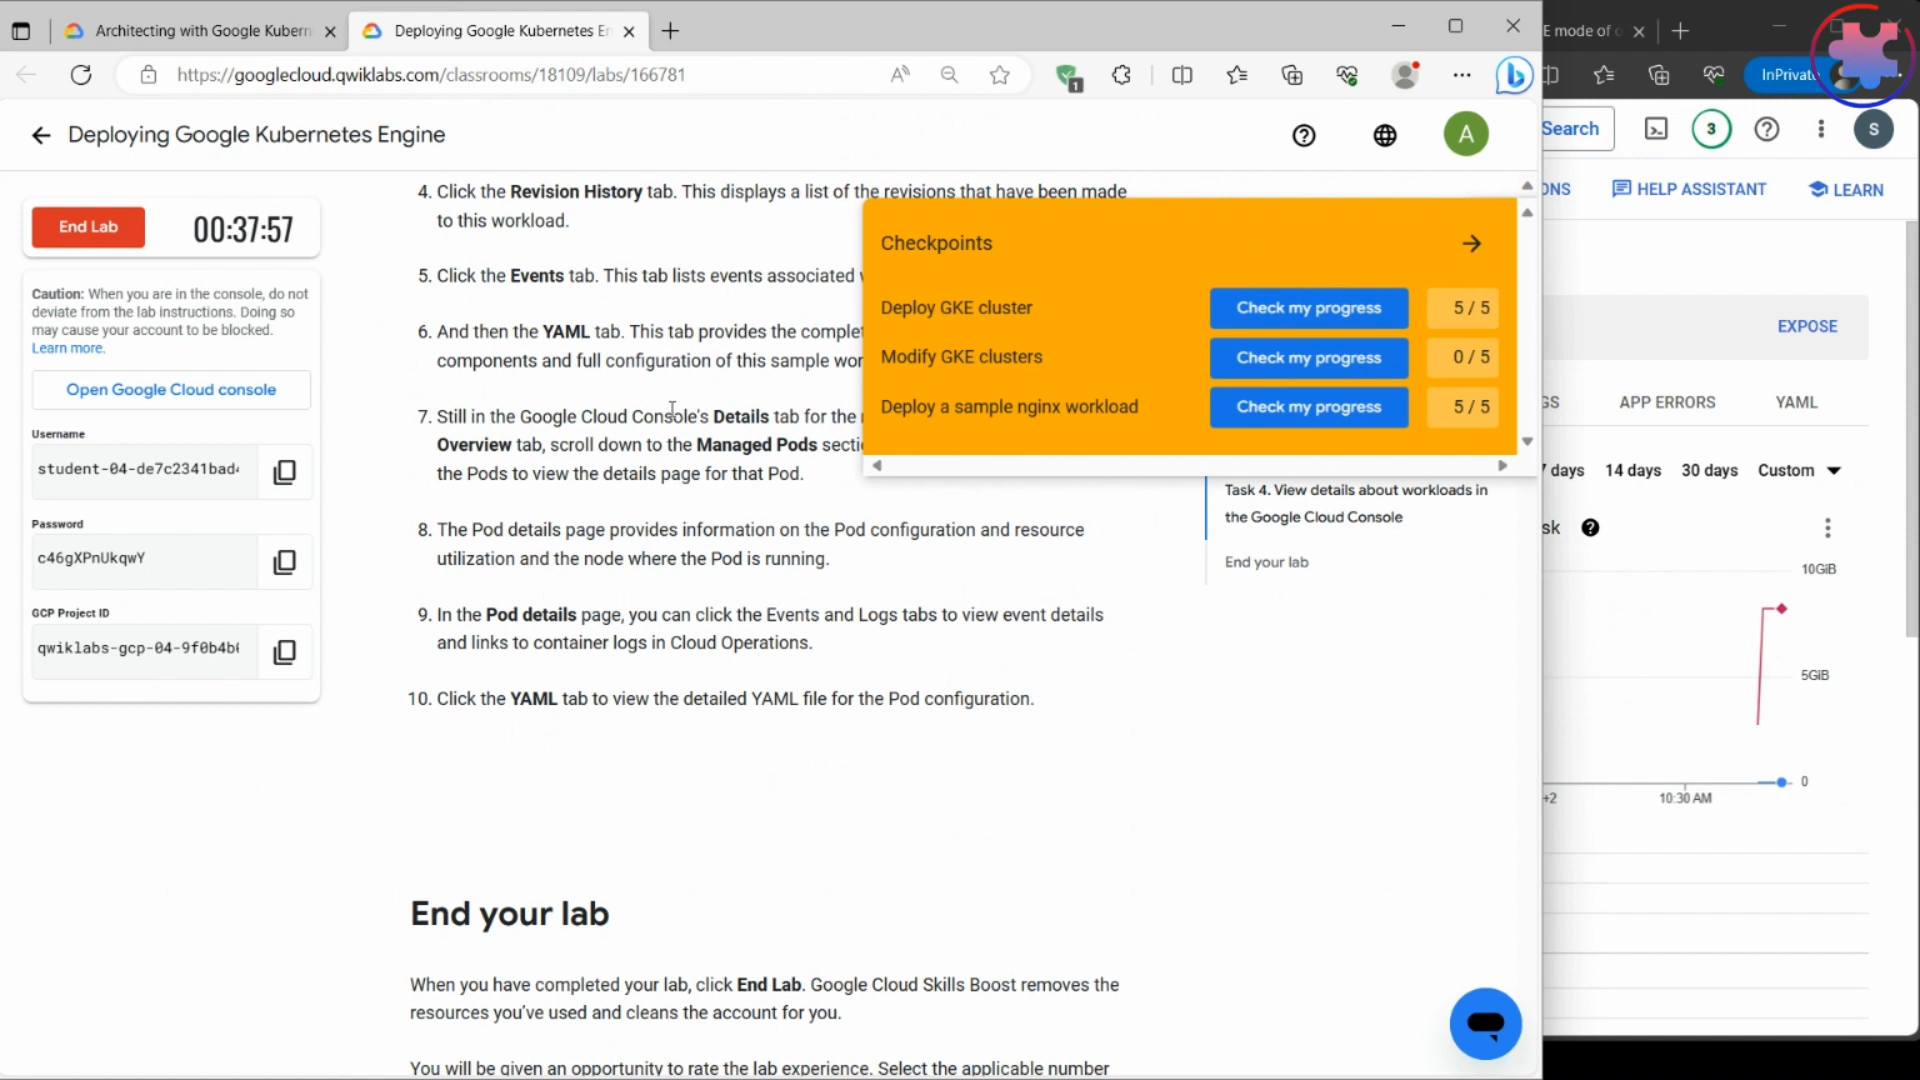 Architecting with Google Kubern
Deploying Google Kubernetes En
E mode of c
https://googlecloud.qwiklabs.com/classrooms/18109/labs/166781
1
InPrivate
Deploying Google Kubernetes Engine
A
Search
3
S
HELP ASSISTANT
LEARN
End Lab
00:37:57
Caution: When you are in the console, do not
deviate from the lab instructions. Doing so
may cause your account to be blocked.
Learn more.
Open Google Cloud console
Username
student-04-de7c2341bad
Password
c46gXPnUkqwY
GCP Project ID
qwiklabs-gcp-04-9f0b4b
4. Click the Revision History tab. This displays a list of the revisions that have been made
to this workload.
5. Click the Events tab. This tab lists events associated
6. And then the YAML tab. This tab provides the complet
components and full configuration of this sample wor
7. Still in the Google Cloud Console's Details tab for the
Overview tab, scroll down to the Managed Pods secti
the Pods to view the details page for that Pod.
8. The Pod details page provides information on the Pod configuration and resource
utilization and the node where the Pod is running.
9. In the Pod details page, you can click the Events and Logs tabs to view event details
and links to container logs in Cloud Operations.
10. Click the YAML tab to view the detailed YAML file for the Pod configuration.
Checkpoints
Deploy GKE cluster
Check my progress
5 / 5
Modify GKE clusters
Check my progress
0 / 5
Deploy a sample nginx workload
Check my progress
5 / 5
Task 4. View details about workloads in
the Google Cloud Console
End your lab
End your lab
When you have completed your lab, click End Lab. Google Cloud Skills Boost removes the
resources you've used and cleans the account for you.
You will be given an opportunity to rate the lab experience. Select the applicable number
ONS
EXPOSE
GS
APP ERRORS
YAML
7 days
14 days
30 days
Custom
sk
10GiB
5GiB
0
+2
10:30 AM